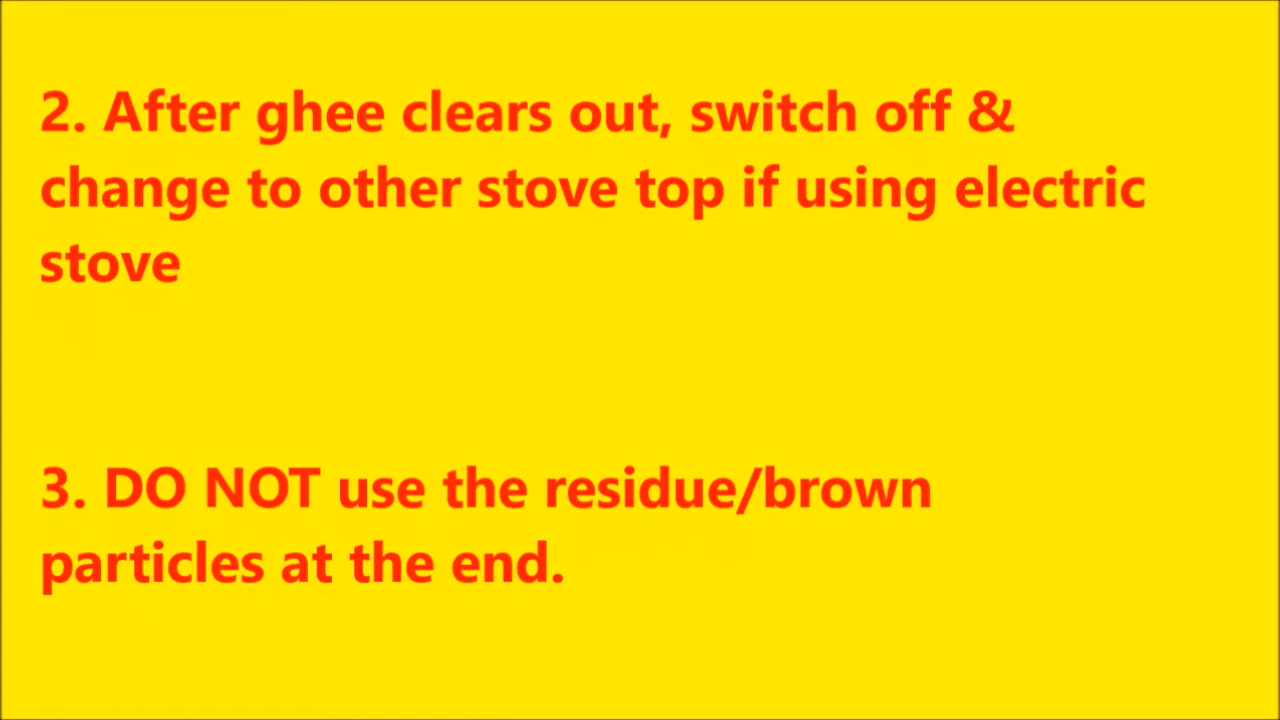 2. After ghee clears out, switch off &
change to other stove top if using electric
stove
3. DO NOT use the residue/brown
particles at the end.